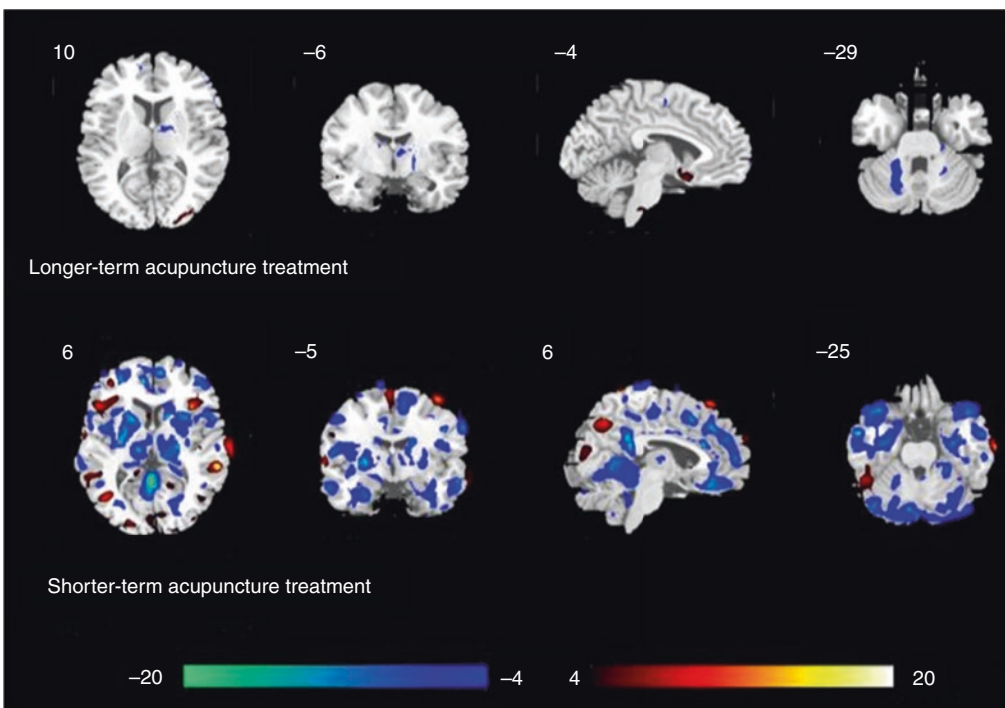 10 –6 –4 –29
Longer-term acupuncture treatment
6 –5 6 –25
Shorter-term acupuncture treatment
–20 –4 4 20